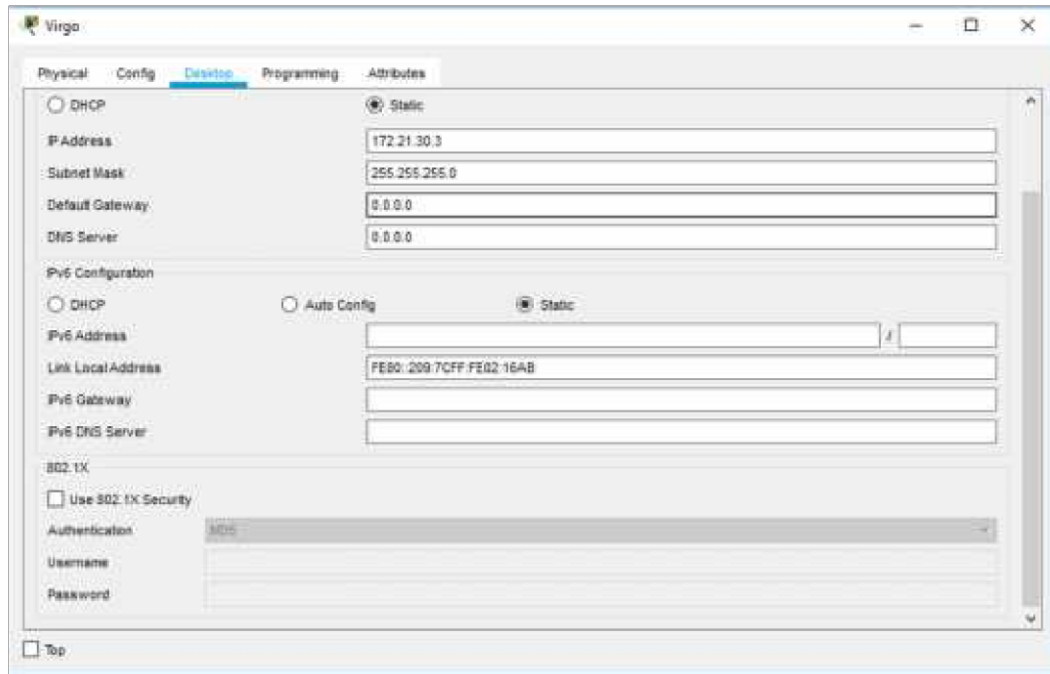 Virgo
Physical Config Desktop Programming Attributes
DHCP Static
IP Address 172.21.30.3
Subnet Mask 255.255.255.0
Default Gateway 0.0.0.0
DNS Server 0.0.0.0
IPv6 Configuration
DHCP Auto Config Static
IPv6 Address /
Link Local Address FE80::209:7CFF:FE02:16AB
IPv6 Gateway
IPv6 DNS Server
802.1X
Use 802.1X Security
Authentication MD5
Username
Password
Top